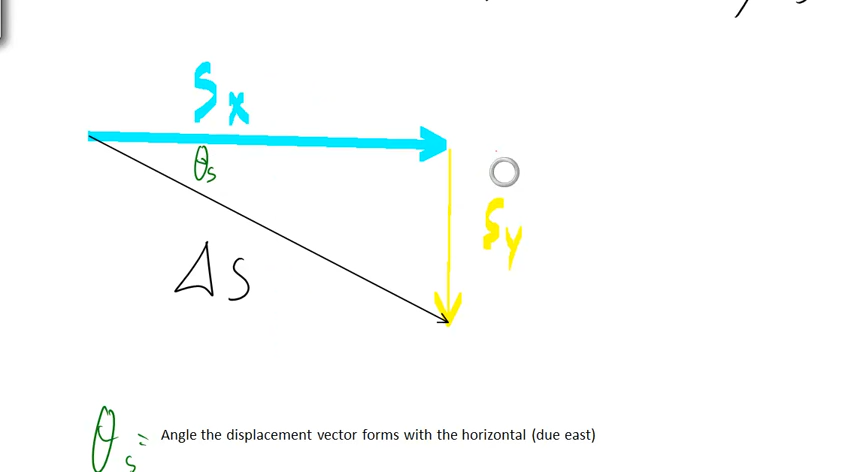 Sx
θs
Sy
Δs
θs = Angle the displacement vector forms with the horizontal (due east)